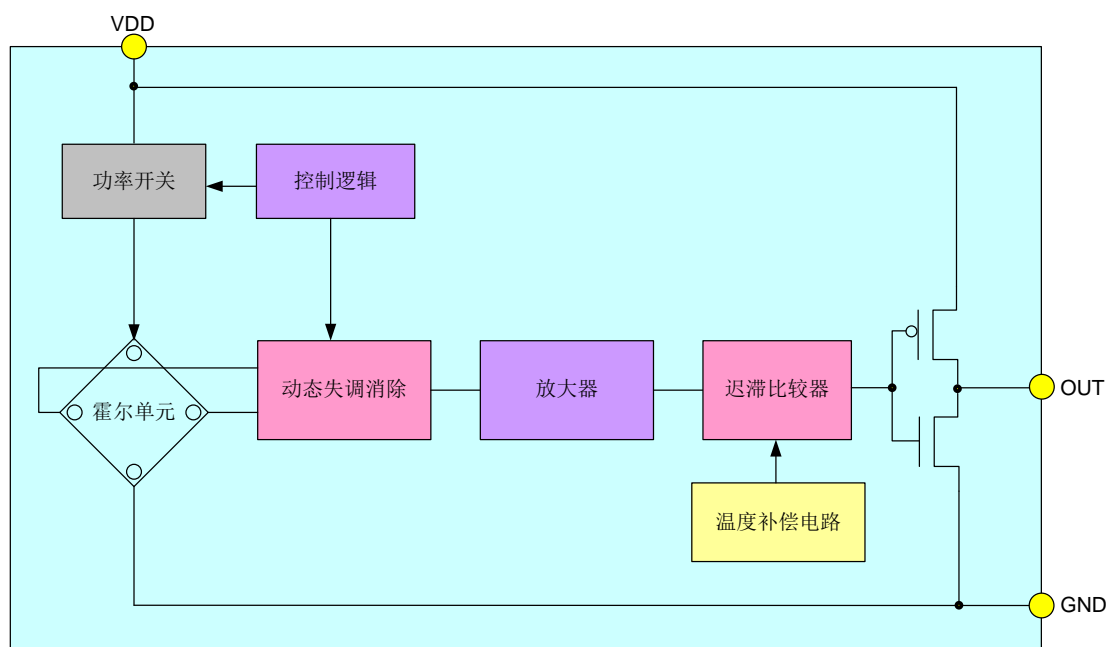 VDD
功率开关
控制逻辑
霍尔单元
动态失调消除
放大器
迟滞比较器
OUT
温度补偿电路
GND